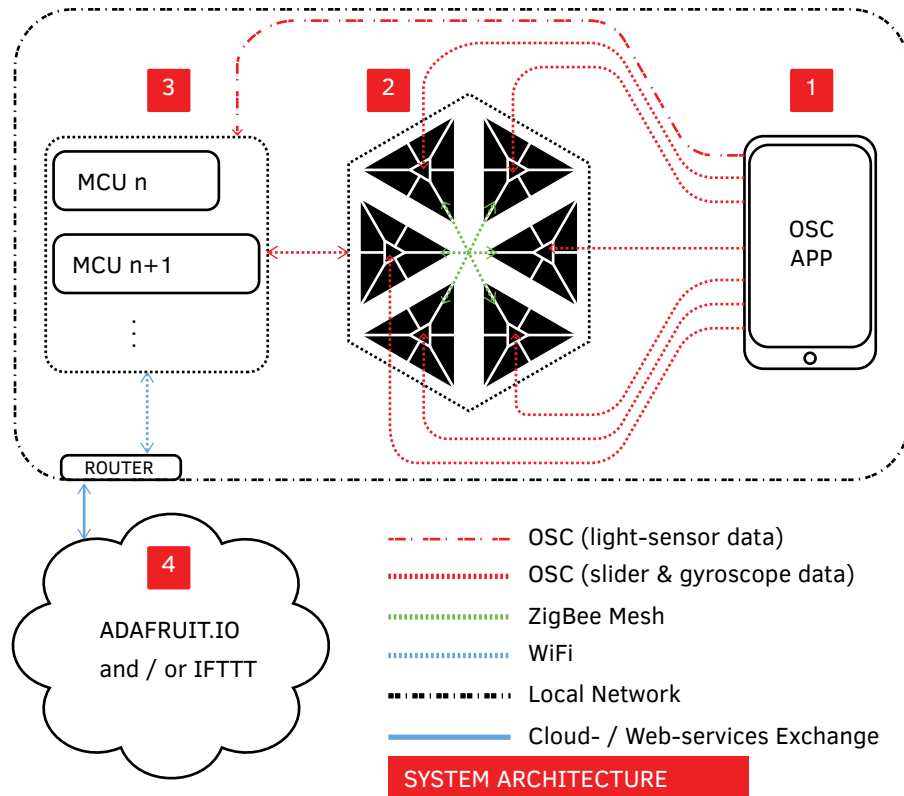 3
2
1
MCU n
MCU n+1
OSC
APP
ROUTER
4
ADAFRUIT.IO
and / or IFTTT
OSC (light-sensor data)
OSC (slider & gyroscope data)
ZigBee Mesh
WiFi
Local Network
Cloud- / Web-services Exchange
SYSTEM ARCHITECTURE